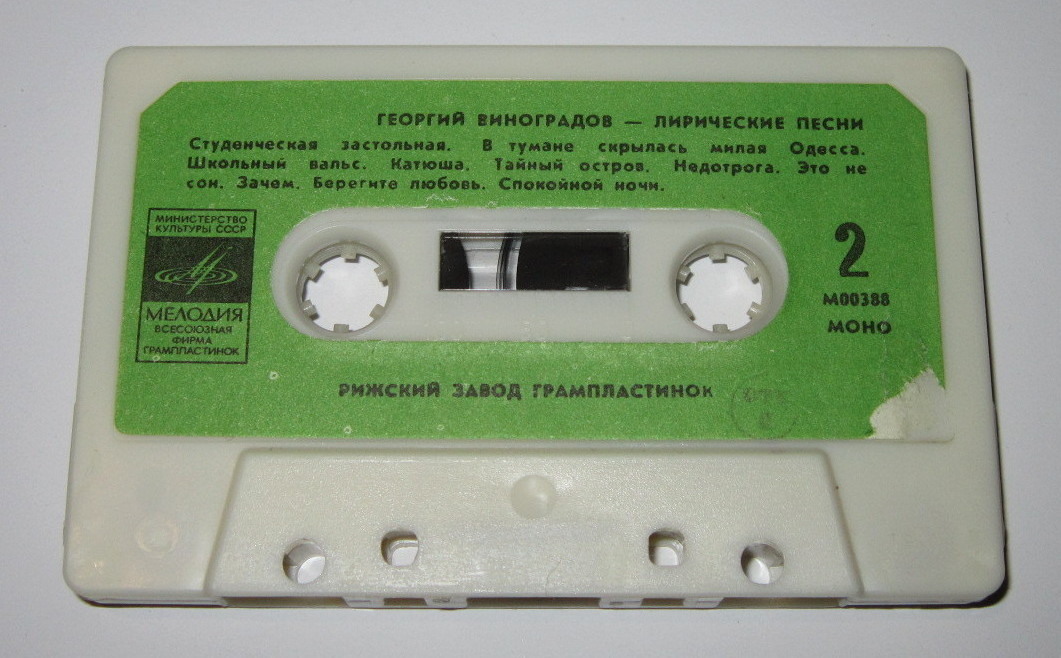 ГЕОРГИЙ ВИНОГРАДОВ — ЛИРИЧЕСКИЕ ПЕСНИ
Студенческая застольная. В тумане скрылась милая Одесса.
Школьный вальс. Катюша. Тайный остров. Недотрога. Это не
сон. Зачем. Берегите любовь. Спокойной ночи.
МИНИСТЕРСТВО
КУЛЬТУРЫ СССР
МЕЛОДИЯ
ВСЕСОЮЗНАЯ
ФИРМА
ГРАМПЛАСТИНОК
2
М00388
МОНО
РИЖСКИЙ ЗАВОД ГРАМПЛАСТИНОК